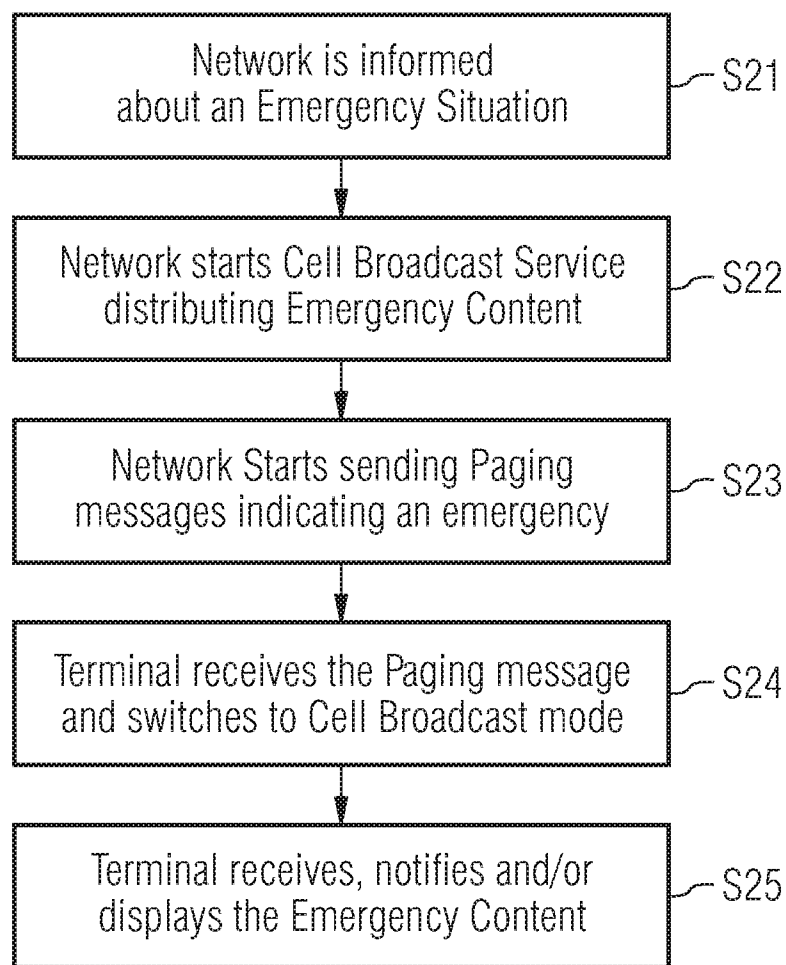 Network is informed
about an Emergency Situation
S21
Network starts Cell Broadcast Service
distributing Emergency Content
S22
Network Starts sending Paging
messages indicating an emergency
S23
Terminal receives the Paging message
and switches to Cell Broadcast mode
S24
Terminal receives, notifies and/or
displays the Emergency Content
S25